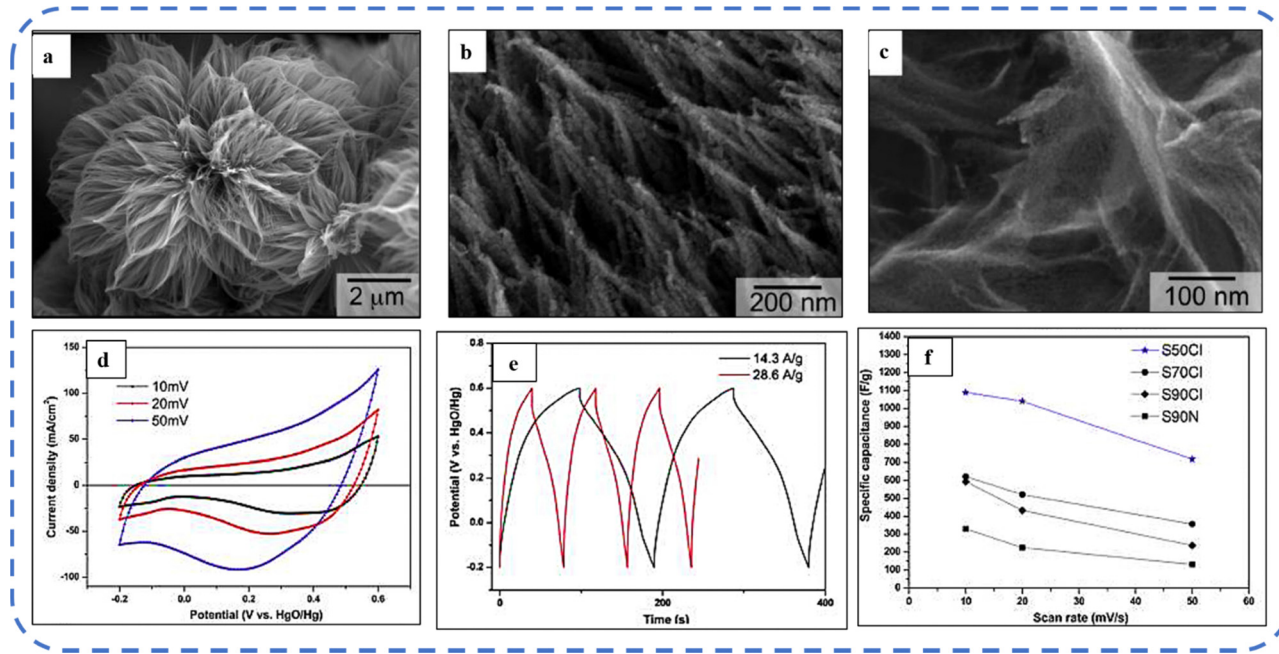 a
2 μm
b
200 nm
c
100 nm
d
150
100
50
0
-50
-100
10mV
20mV
50mV
Current density (mA/cm²)
-0.2
0.0
0.2
0.4
0.6
Potential (V vs. HgO/Hg)
e
0.8
0.6
0.4
0.2
0.0
-0.2
14.3 A/g
28.6 A/g
Potential (V vs. HgO/Hg)
0
200
400
Time (s)
f
1400
1300
1200
1100
1000
900
800
700
600
500
400
300
200
100
0
S50Cl
S70Cl
S90Cl
S90N
Specific capacitance (F/g)
0
10
20
30
40
50
60
Scan rate (mV/s)